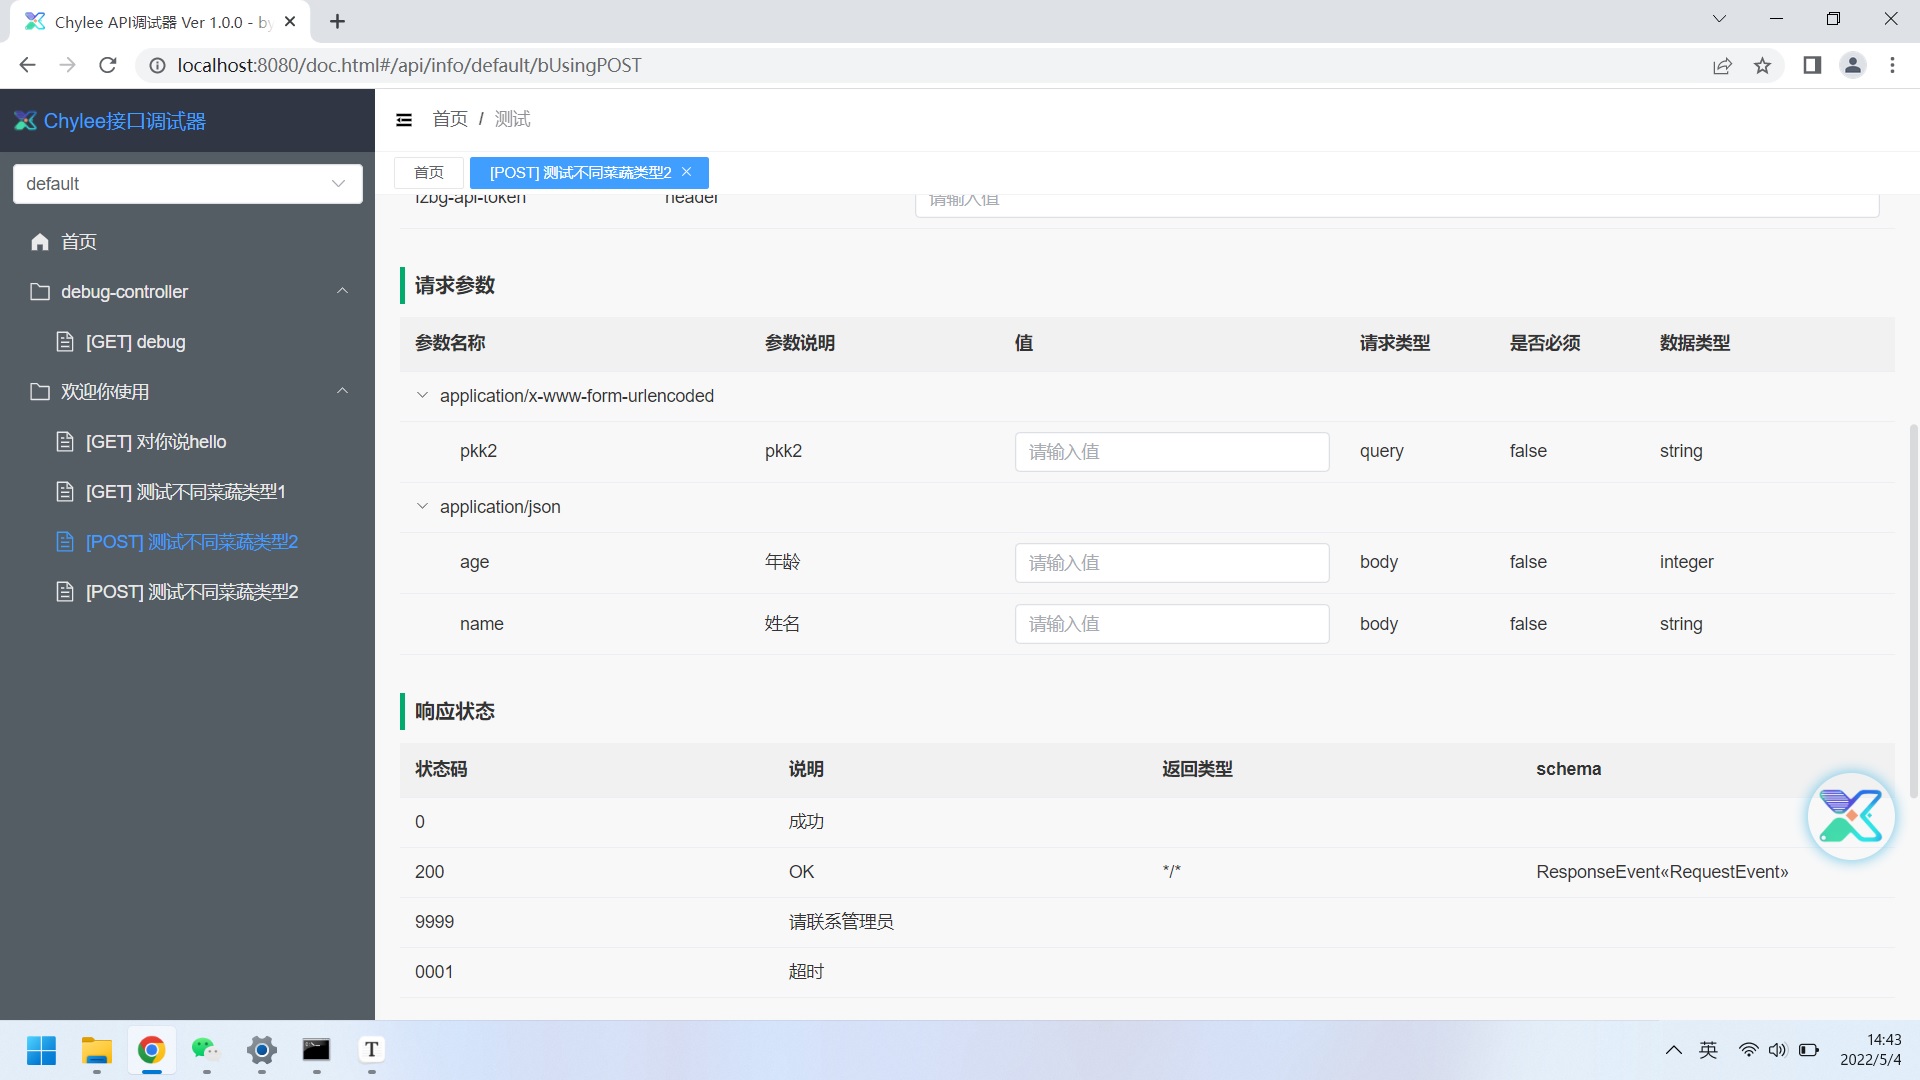 Chylee API调试器 Ver 1.0.0 - by
localhost:8080/doc.html#/api/info/default/bUsingPOST
Chylee接口调试器
首页 / 测试
default
首页
[POST] 测试不同菜蔬类型2
首页
debug-controller
[GET] debug
欢迎你使用
[GET] 对你说hello
[GET] 测试不同菜蔬类型1
[POST] 测试不同菜蔬类型2
[POST] 测试不同菜蔬类型2
header 请输入值
请求参数
参数名称 参数说明 值 请求类型 是否必须 数据类型
application/x-www-form-urlencoded
pkk2 pkk2 请输入值 query false string
application/json
age 年龄 请输入值 body false integer
name 姓名 请输入值 body false string
响应状态
状态码 说明 返回类型 schema
0 成功
200 OK */* ResponseEvent«RequestEvent»
9999 请联系管理员
0001 超时
T
英
14:43
2022/5/4